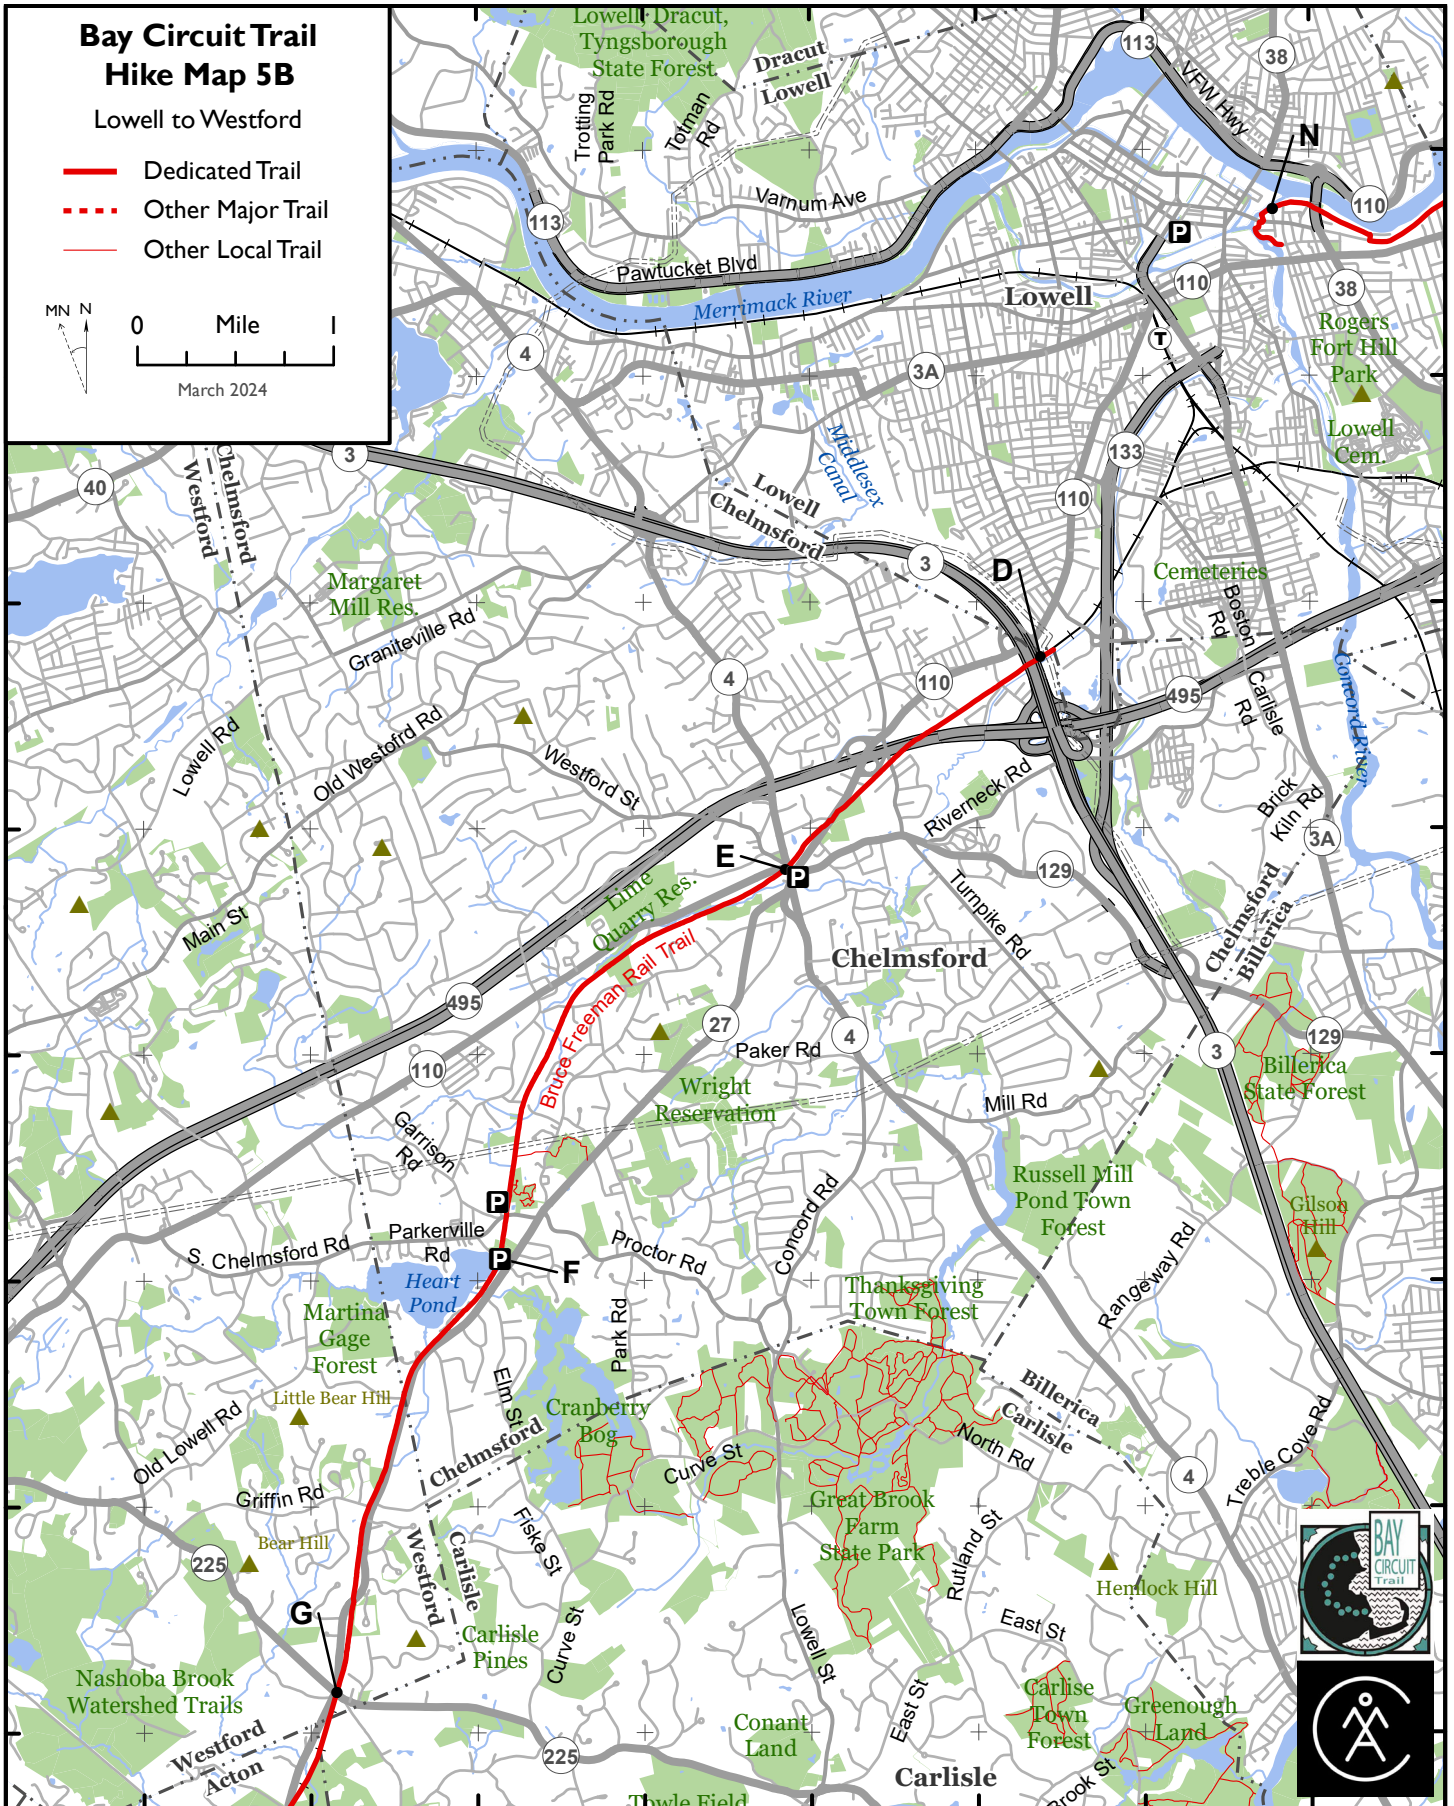 Bay Circuit Trail
Hike Map 5B
Lowell to Westford
Dedicated Trail
Other Major Trail
Other Local Trail
MN N
0 Mile 1
March 2024
Lowell, Dracut,
Tyngsborough
State Forest
Dracut
Lowell
Trotting
Park Rd
Totman
Rd
113
38
VFW Hwy
N
Varnum Ave
110
113
P
Pawtucket Blvd
Merrimack River
Lowell
110
38
4
T
3A
Rogers
Fort Hill
Park
Lowell
Cem.
3
40
Chelmsford
Westford
Middlesex
Canal
133
110
Lowell
Chelmsford
3
D
Margaret
Mill Res.
Graniteville Rd
Cemeteries
Boston
Rd
4
110
495
Carlisle
Rd
Concord River
Lowell Rd
Old Westofrd Rd
Westford St
Riverneck Rd
Brick
Kiln Rd
3A
E
P
129
Lime
Quarry Res.
Turnpike Rd
Main St
Chelmsford
Billerica
Bruce Freeman Rail Trail
Chelmsford
495
27
4
Paker Rd
3
129
110
Billerica
State Forest
Wright
Reservation
Mill Rd
Garrison
Rd
P
Russell Mill
Pond Town
Forest
Gilson
Hill
Parkerville
Rd
S. Chelmsford Rd
P
F
Proctor Rd
Concord Rd
Rangeway Rd
Heart
Pond
Thanksgiving
Town Forest
Martina
Gage
Forest
Park Rd
Little Bear Hill
Elm St
Cranberry
Bog
Billerica
Carlisle
Old Lowell Rd
Chelmsford
Curve St
North Rd
Treble Cove Rd
4
Griffin Rd
Great Brook
Farm
State Park
Bear Hill
225
Fiske St
Rutland St
BAY
CIRCUIT
Trail
Westford
Carlisle
Hemlock Hill
G
Carlisle
Pines
Curve St
Lowell St
East St
Nashoba Brook
Watershed Trails
East St
Carlise
Town
Forest
Greenough
Land
Westford
Acton
225
Conant
Land
Carlisle
Brook St
Towle Field